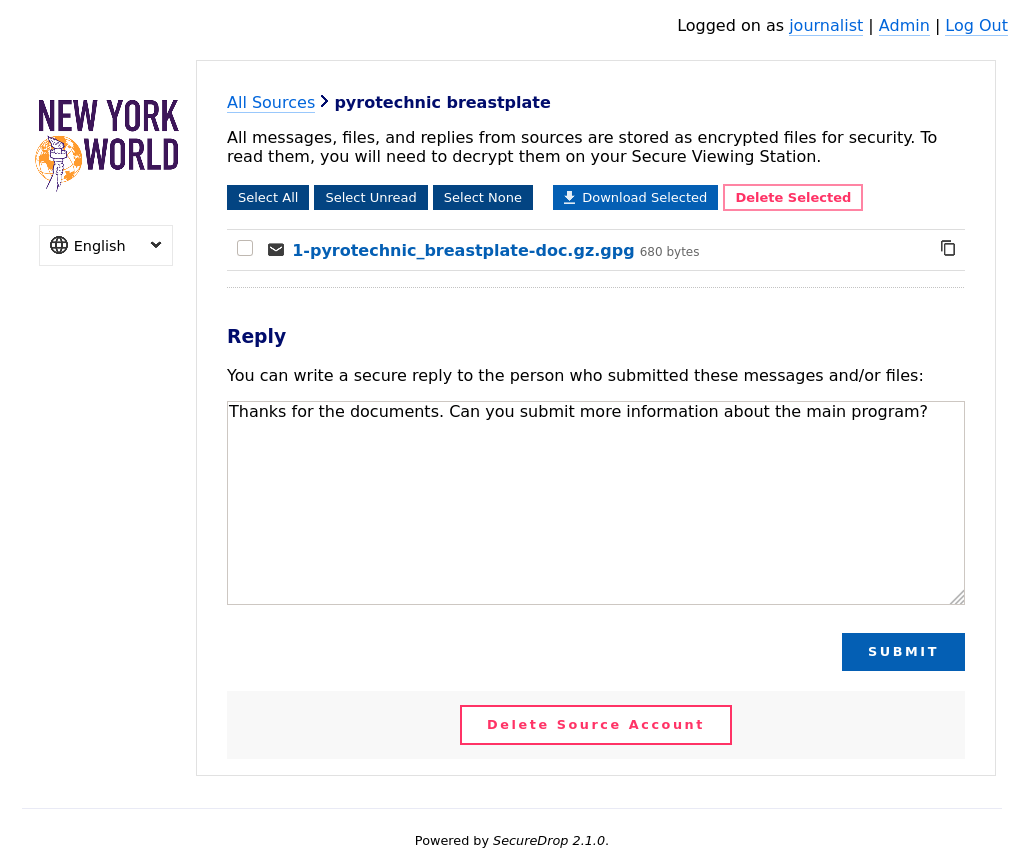 Logged on as journalist | Admin | Log Out
NEW YORK
WORLD
English
All Sources > pyrotechnic breastplate
All messages, files, and replies from sources are stored as encrypted files for security. To
read them, you will need to decrypt them on your Secure Viewing Station.
Select All Select Unread Select None Download Selected Delete Selected
1-pyrotechnic_breastplate-doc.gz.gpg 680 bytes
Reply
You can write a secure reply to the person who submitted these messages and/or files:
Thanks for the documents. Can you submit more information about the main program?
SUBMIT
Delete Source Account
Powered by SecureDrop 2.1.0.